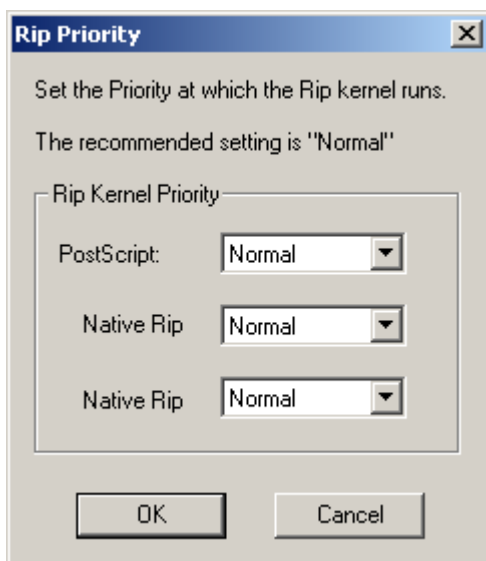 Rip Priority
Set the Priority at which the Rip kernel runs.
The recommended setting is "Normal"
Rip Kernel Priority
PostScript: Normal
Native Rip Normal
Native Rip Normal
OK Cancel